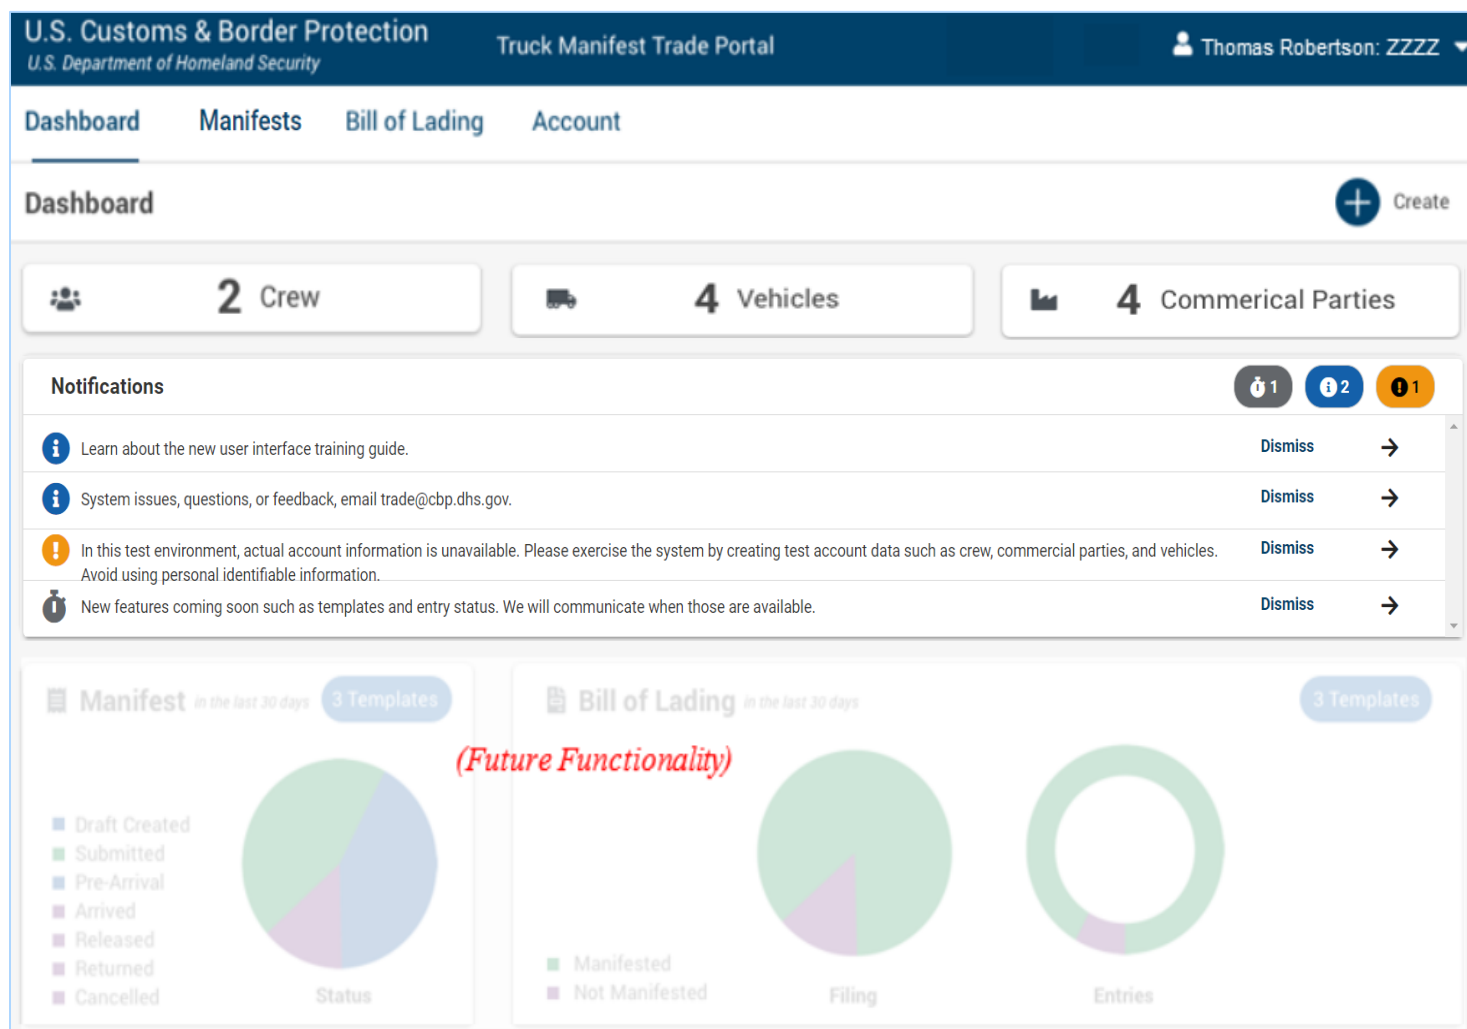 U.S. Customs & Border Protection
U.S. Department of Homeland Security
Truck Manifest Trade Portal
Thomas Robertson: ZZZZ
Dashboard Manifests Bill of Lading Account
Dashboard
Create
2 Crew
4 Vehicles
4 Commerical Parties
Notifications
1
2
1
Learn about the new user interface training guide.
Dismiss
System issues, questions, or feedback, email trade@cbp.dhs.gov.
Dismiss
In this test environment, actual account information is unavailable. Please exercise the system by creating test account data such as crew, commercial parties, and vehicles.
Avoid using personal identifiable information.
Dismiss
New features coming soon such as templates and entry status. We will communicate when those are available.
Dismiss
Manifest in the last 30 days
3 Templates
Bill of Lading in the last 30 days
3 Templates
(Future Functionality)
Draft Created
Submitted
Pre-Arrival
Arrived
Released
Returned
Cancelled
Status
Manifested
Not Manifested
Filing
Entries